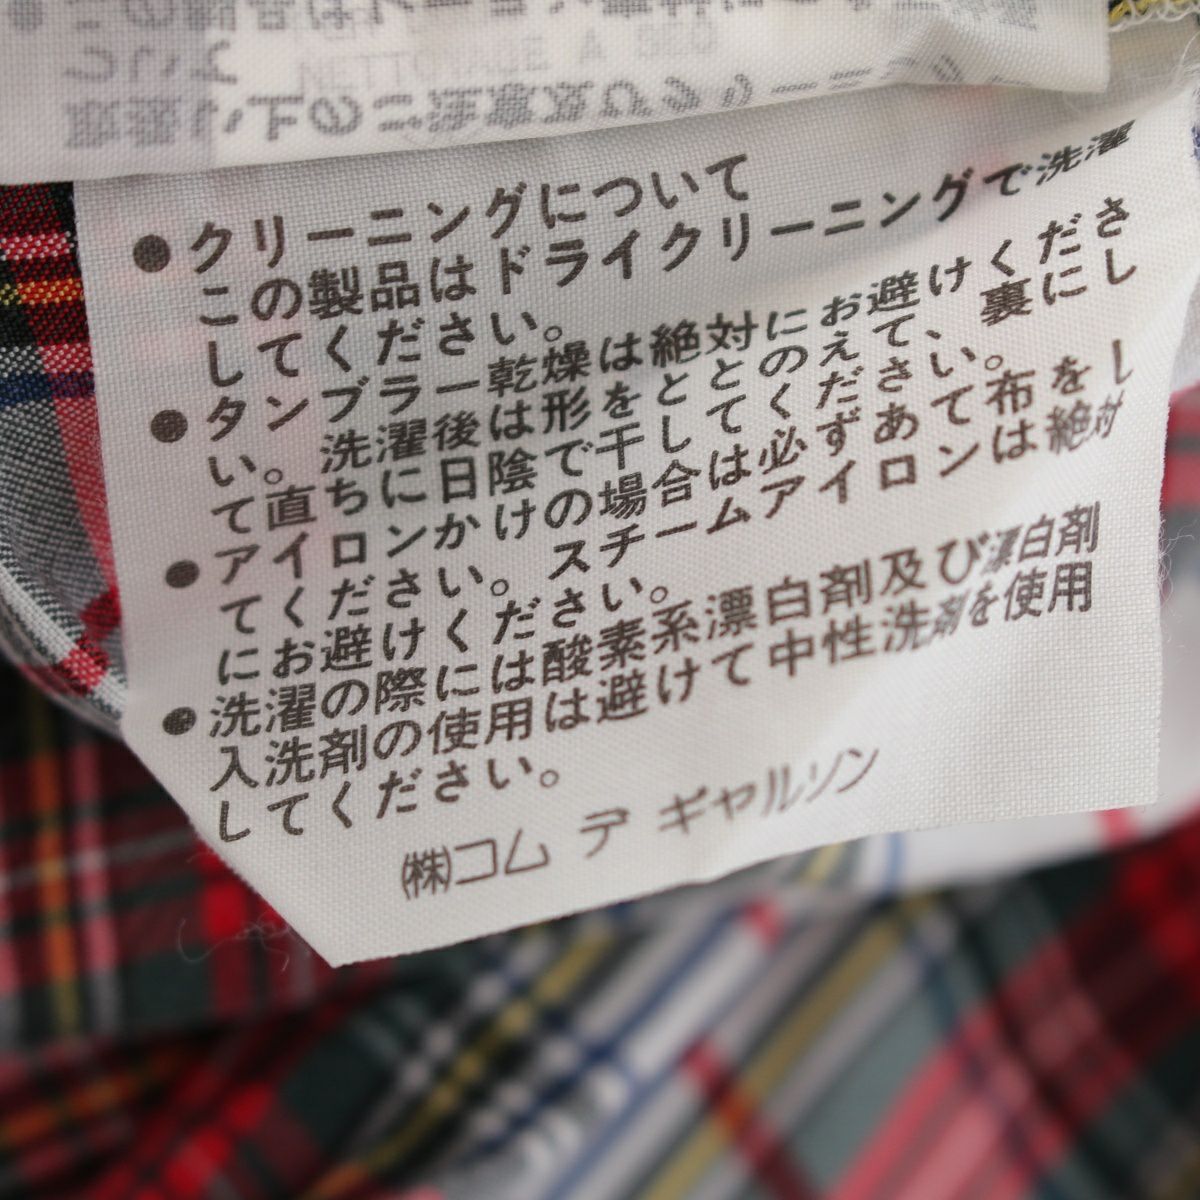 NETTOYAGE A SEC
●クリーニングについて
この製品はドライクリーニングで洗濯
してください。
●タンブラー乾燥は絶対にお避けくださ
い。洗濯後は形をととのえて、裏にし
て直ちに日陰で干してください。
●アイロンかけの場合は必ずあて布をし
てください。スチームアイロンは絶対
にお避けください。
●洗濯の際には酸素系漂白剤及び漂白剤
入洗剤の使用は避けて中性洗剤を使用
してください。
㈱コム デ ギャルソン